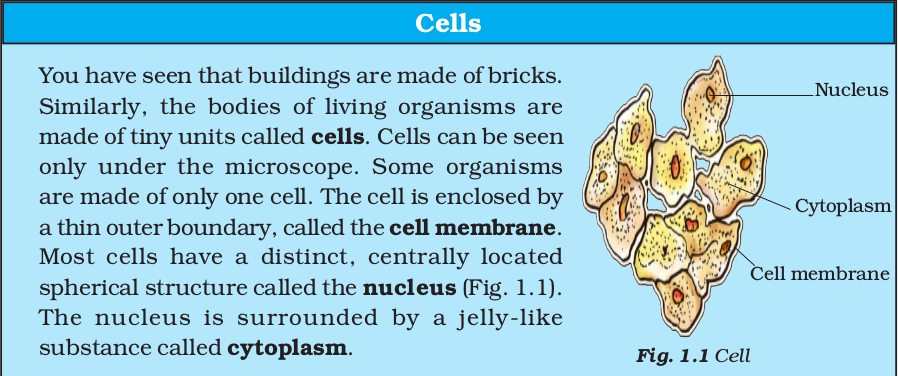 Cells
You have seen that buildings are made of bricks.
Similarly, the bodies of living organisms are
made of tiny units called cells. Cells can be seen
only under the microscope. Some organisms
are made of only one cell. The cell is enclosed by
a thin outer boundary, called the cell membrane.
Most cells have a distinct, centrally located
spherical structure called the nucleus (Fig. 1.1).
The nucleus is surrounded by a jelly-like
substance called cytoplasm.
Nucleus
Cytoplasm
Cell membrane
Fig. 1.1 Cell